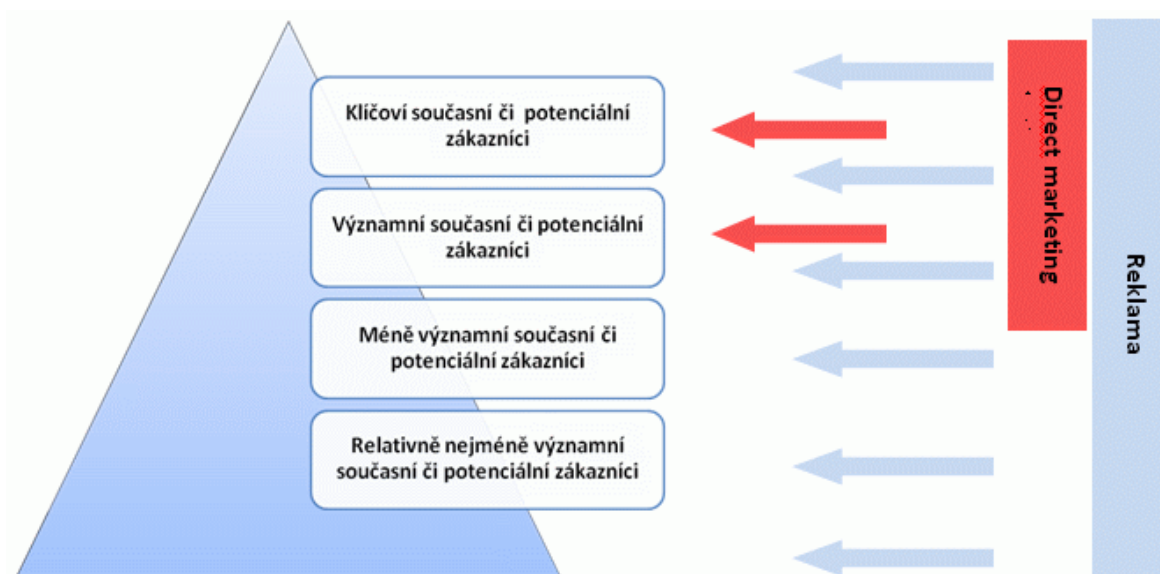 Klíčoví současní či potenciální
zákazníci
Významní současní či potenciální
zákazníci
Méně významní současní či
potenciální zákazníci
Relativně nejméně významní
současní či potenciální zákazníci
Direct marketing
Reklama